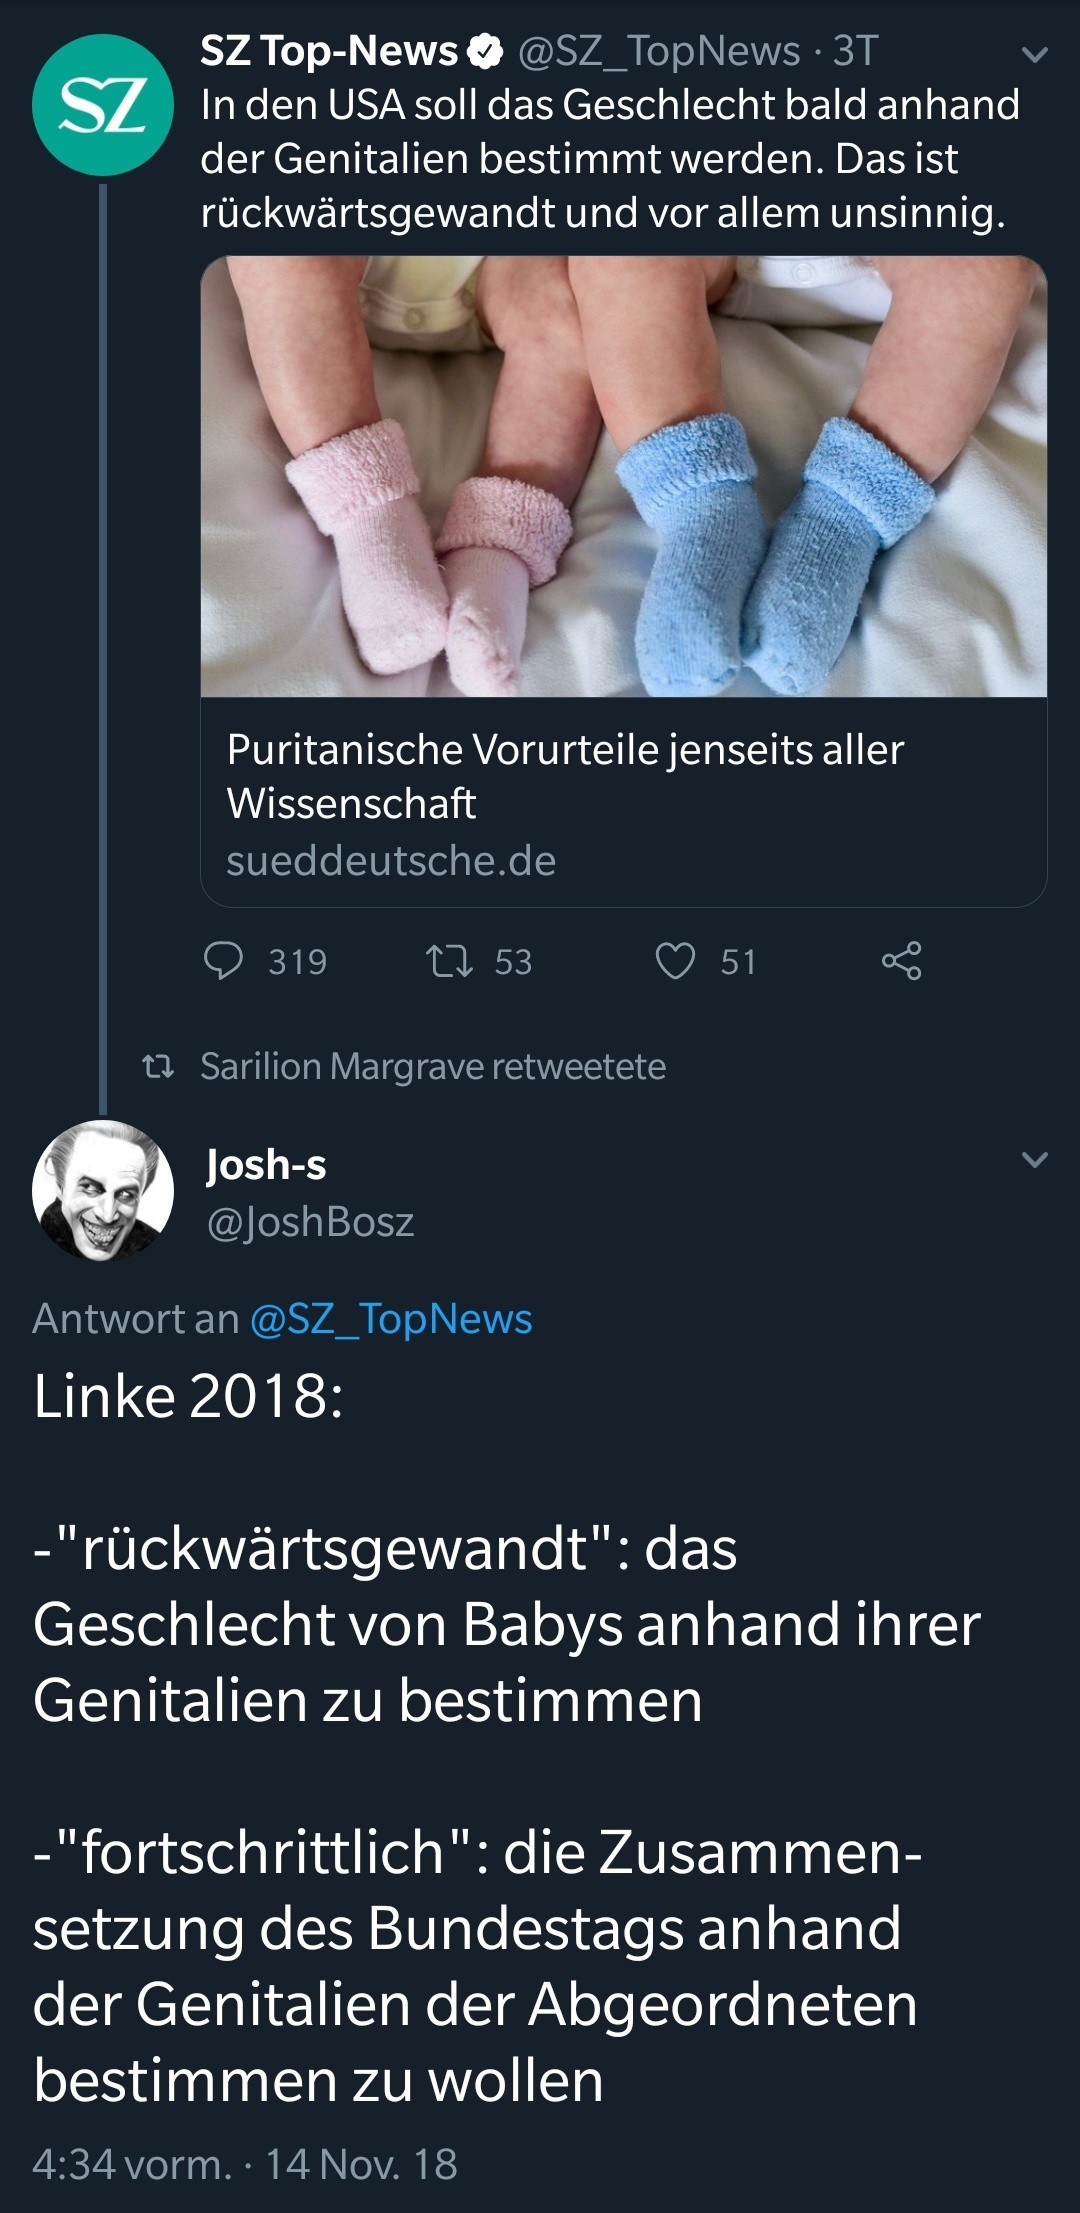 SZ
SZ Top-News @SZ_TopNews · 3T
In den USA soll das Geschlecht bald anhand
der Genitalien bestimmt werden. Das ist
rückwärtsgewandt und vor allem unsinnig.
Puritanische Vorurteile jenseits aller
Wissenschaft
sueddeutsche.de
319 53 51
Sarilion Margrave retweetete
Josh-s
@JoshBosz
Antwort an @SZ_TopNews
Linke 2018:
-"rückwärtsgewandt": das
Geschlecht von Babys anhand ihrer
Genitalien zu bestimmen
-"fortschrittlich": die Zusammen-
setzung des Bundestags anhand
der Genitalien der Abgeordneten
bestimmen zu wollen
4:34 vorm. · 14 Nov. 18